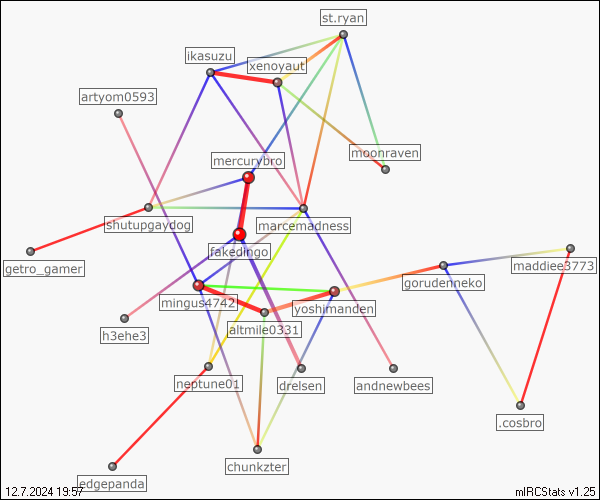 st.ryan
ikasuzu
xenoyaut
artyom0593
moonraven
mercurybro
shutupgaydog
marcemadness
fakedingo
getro_gamer
maddiee3773
gorudenneko
mingus4742
yoshimanden
altmile0331
h3ehe3
neptune01
drelsen
andnewbees
.cosbro
chunkzter
edgepanda
12.7.2024 19:57
mIRCStats v1.25